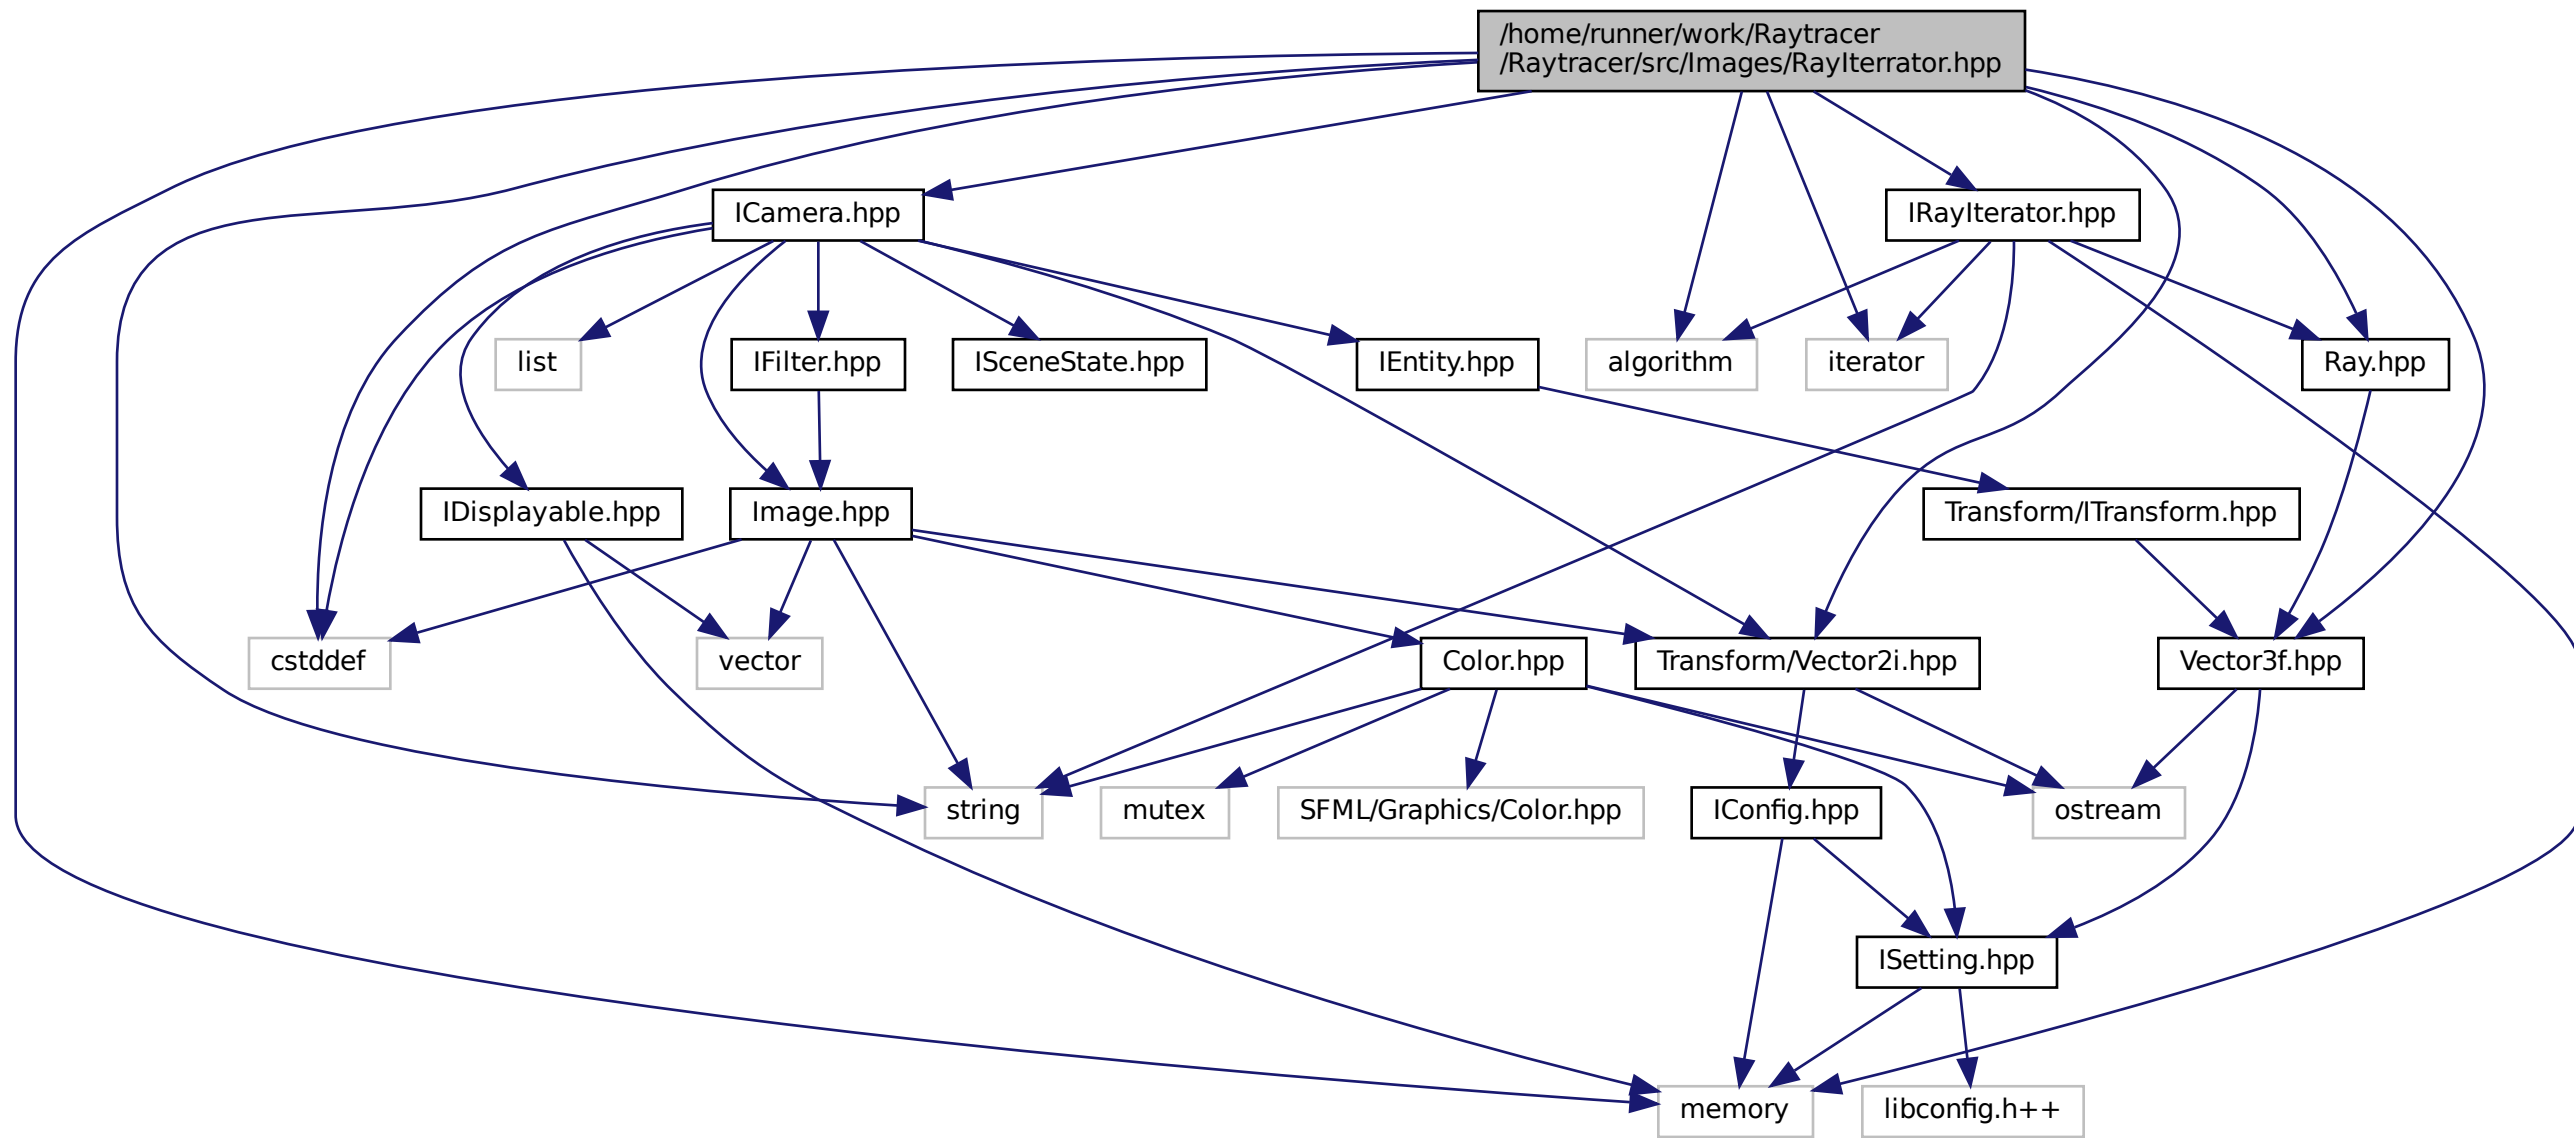 /home/runner/work/Raytracer
/Raytracer/src/Images/RayIterrator.hpp
ICamera.hpp
IRayIterator.hpp
list
IFilter.hpp
ISceneState.hpp
IEntity.hpp
algorithm
iterator
Ray.hpp
IDisplayable.hpp
Image.hpp
Transform/ITransform.hpp
cstddef
vector
Color.hpp
Transform/Vector2i.hpp
Vector3f.hpp
string
mutex
SFML/Graphics/Color.hpp
IConfig.hpp
ostream
ISetting.hpp
memory
libconfig.h++